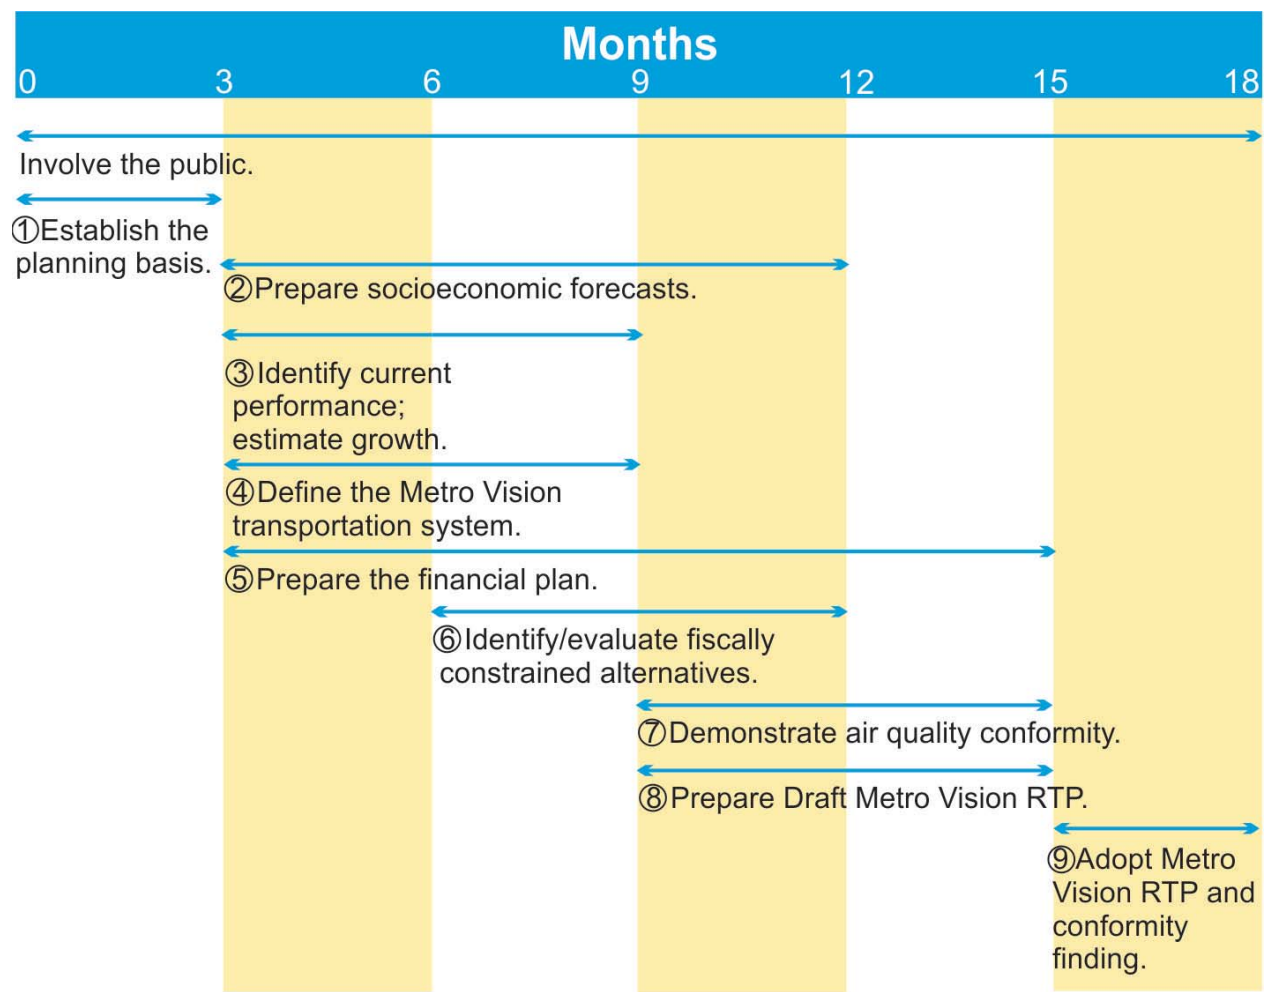 Months
0 3 6 9 12 15 18
Involve the public.
①Establish the
planning basis.
②Prepare socioeconomic forecasts.
③Identify current
performance;
estimate growth.
④Define the Metro Vision
transportation system.
⑤Prepare the financial plan.
⑥Identify/evaluate fiscally
constrained alternatives.
⑦Demonstrate air quality conformity.
⑧Prepare Draft Metro Vision RTP.
⑨Adopt Metro
Vision RTP and
conformity
finding.